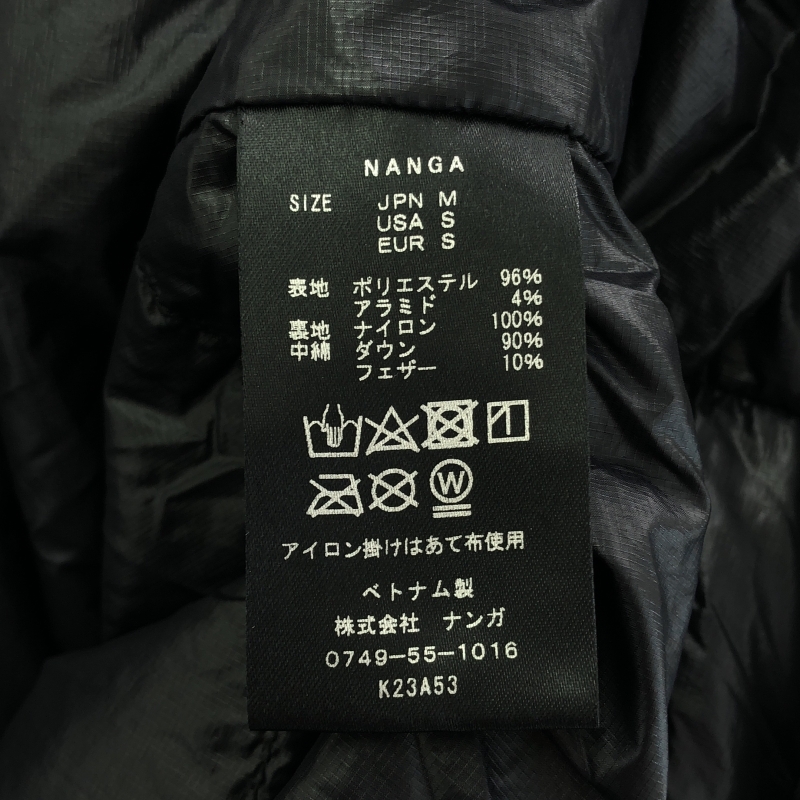 NANGA
SIZE JPN M
USA S
EUR S
表地 ポリエステル 96%
アラミド 4%
裏地 ナイロン 100%
中綿 ダウン 90%
フェザー 10%
W
アイロン掛けはあて布使用
ベトナム製
株式会社 ナンガ
0749-55-1016
K23A53